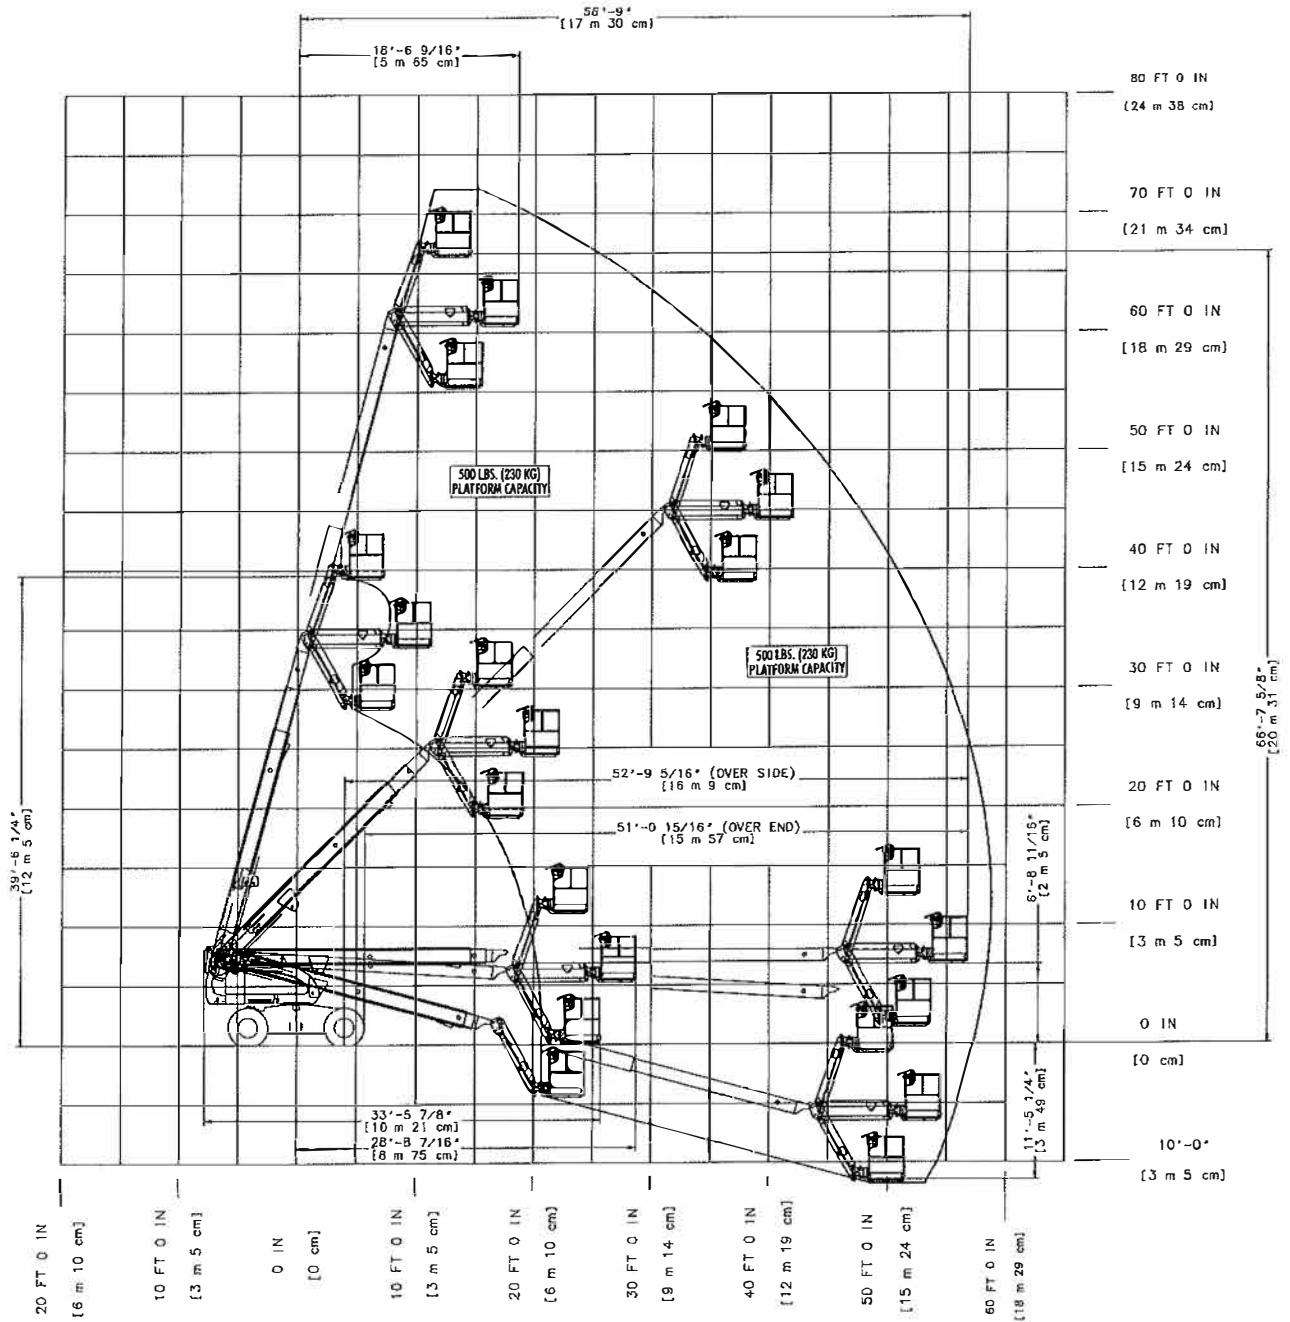 56'-9"
[17 m 30 cm]
18'-6 9/16"
[5 m 65 cm]
80 FT 0 IN
[24 m 38 cm]
70 FT 0 IN
[21 m 34 cm]
60 FT 0 IN
[18 m 29 cm]
50 FT 0 IN
[15 m 24 cm]
500 LBS. (230 KG)
PLATFORM CAPACITY
40 FT 0 IN
[12 m 19 cm]
500 LBS. (230 KG)
PLATFORM CAPACITY
30 FT 0 IN
[9 m 14 cm]
66'-7 5/8"
[20 m 31 cm]
52'-9 5/16" (OVER SIDE)
[16 m 9 cm]
20 FT 0 IN
[6 m 10 cm]
51'-0 15/16" (OVER END)
[15 m 57 cm]
39'-6 1/4"
[12 m 5 cm]
6'-8 11/16"
[2 m 5 cm]
10 FT 0 IN
[3 m 5 cm]
0 IN
[0 cm]
11'-5 1/4"
[3 m 49 cm]
33'-5 7/8"
[10 m 21 cm]
28'-8 7/16"
[8 m 75 cm]
10'-0"
[3 m 5 cm]
20 FT 0 IN
[6 m 10 cm]
10 FT 0 IN
[3 m 5 cm]
0 IN
[0 cm]
10 FT 0 IN
[3 m 5 cm]
20 FT 0 IN
[6 m 10 cm]
30 FT 0 IN
[9 m 14 cm]
40 FT 0 IN
[12 m 19 cm]
50 FT 0 IN
[15 m 24 cm]
60 FT 0 IN
[18 m 29 cm]